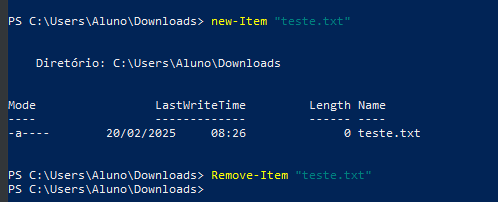 PS C:\Users\Aluno\Downloads> new-Item "teste.txt"
Diretório: C:\Users\Aluno\Downloads
Mode LastWriteTime Length Name
---- ------------- ------ ----
-a---- 20/02/2025 08:26 0 teste.txt
PS C:\Users\Aluno\Downloads> Remove-Item "teste.txt"
PS C:\Users\Aluno\Downloads>